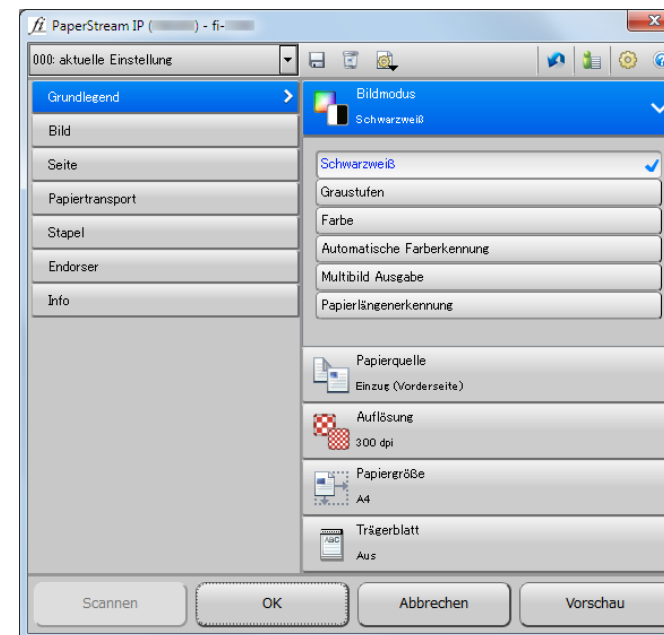 PaperStream IP ( ) - fi-
000: aktuelle Einstellung
Grundlegend
Bild
Seite
Papiertransport
Stapel
Endorser
Info
Bildmodus
Schwarzweiß
Schwarzweiß
Graustufen
Farbe
Automatische Farberkennung
Multibild Ausgabe
Papierlängenerkennung
Papierquelle
Einzug (Vorderseite)
Auflösung
300 dpi
Papiergröße
A4
Trägerblatt
Aus
Scannen OK Abbrechen Vorschau